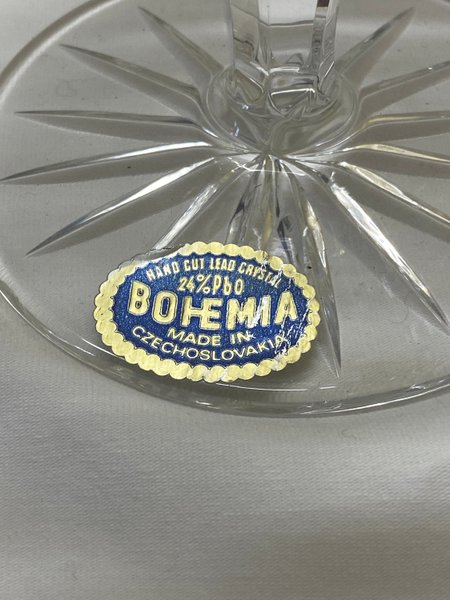 HAND CUT LEAD CRYSTAL
24% PbO
BOHEMIA
MADE IN
CZECHOSLOVAKIA